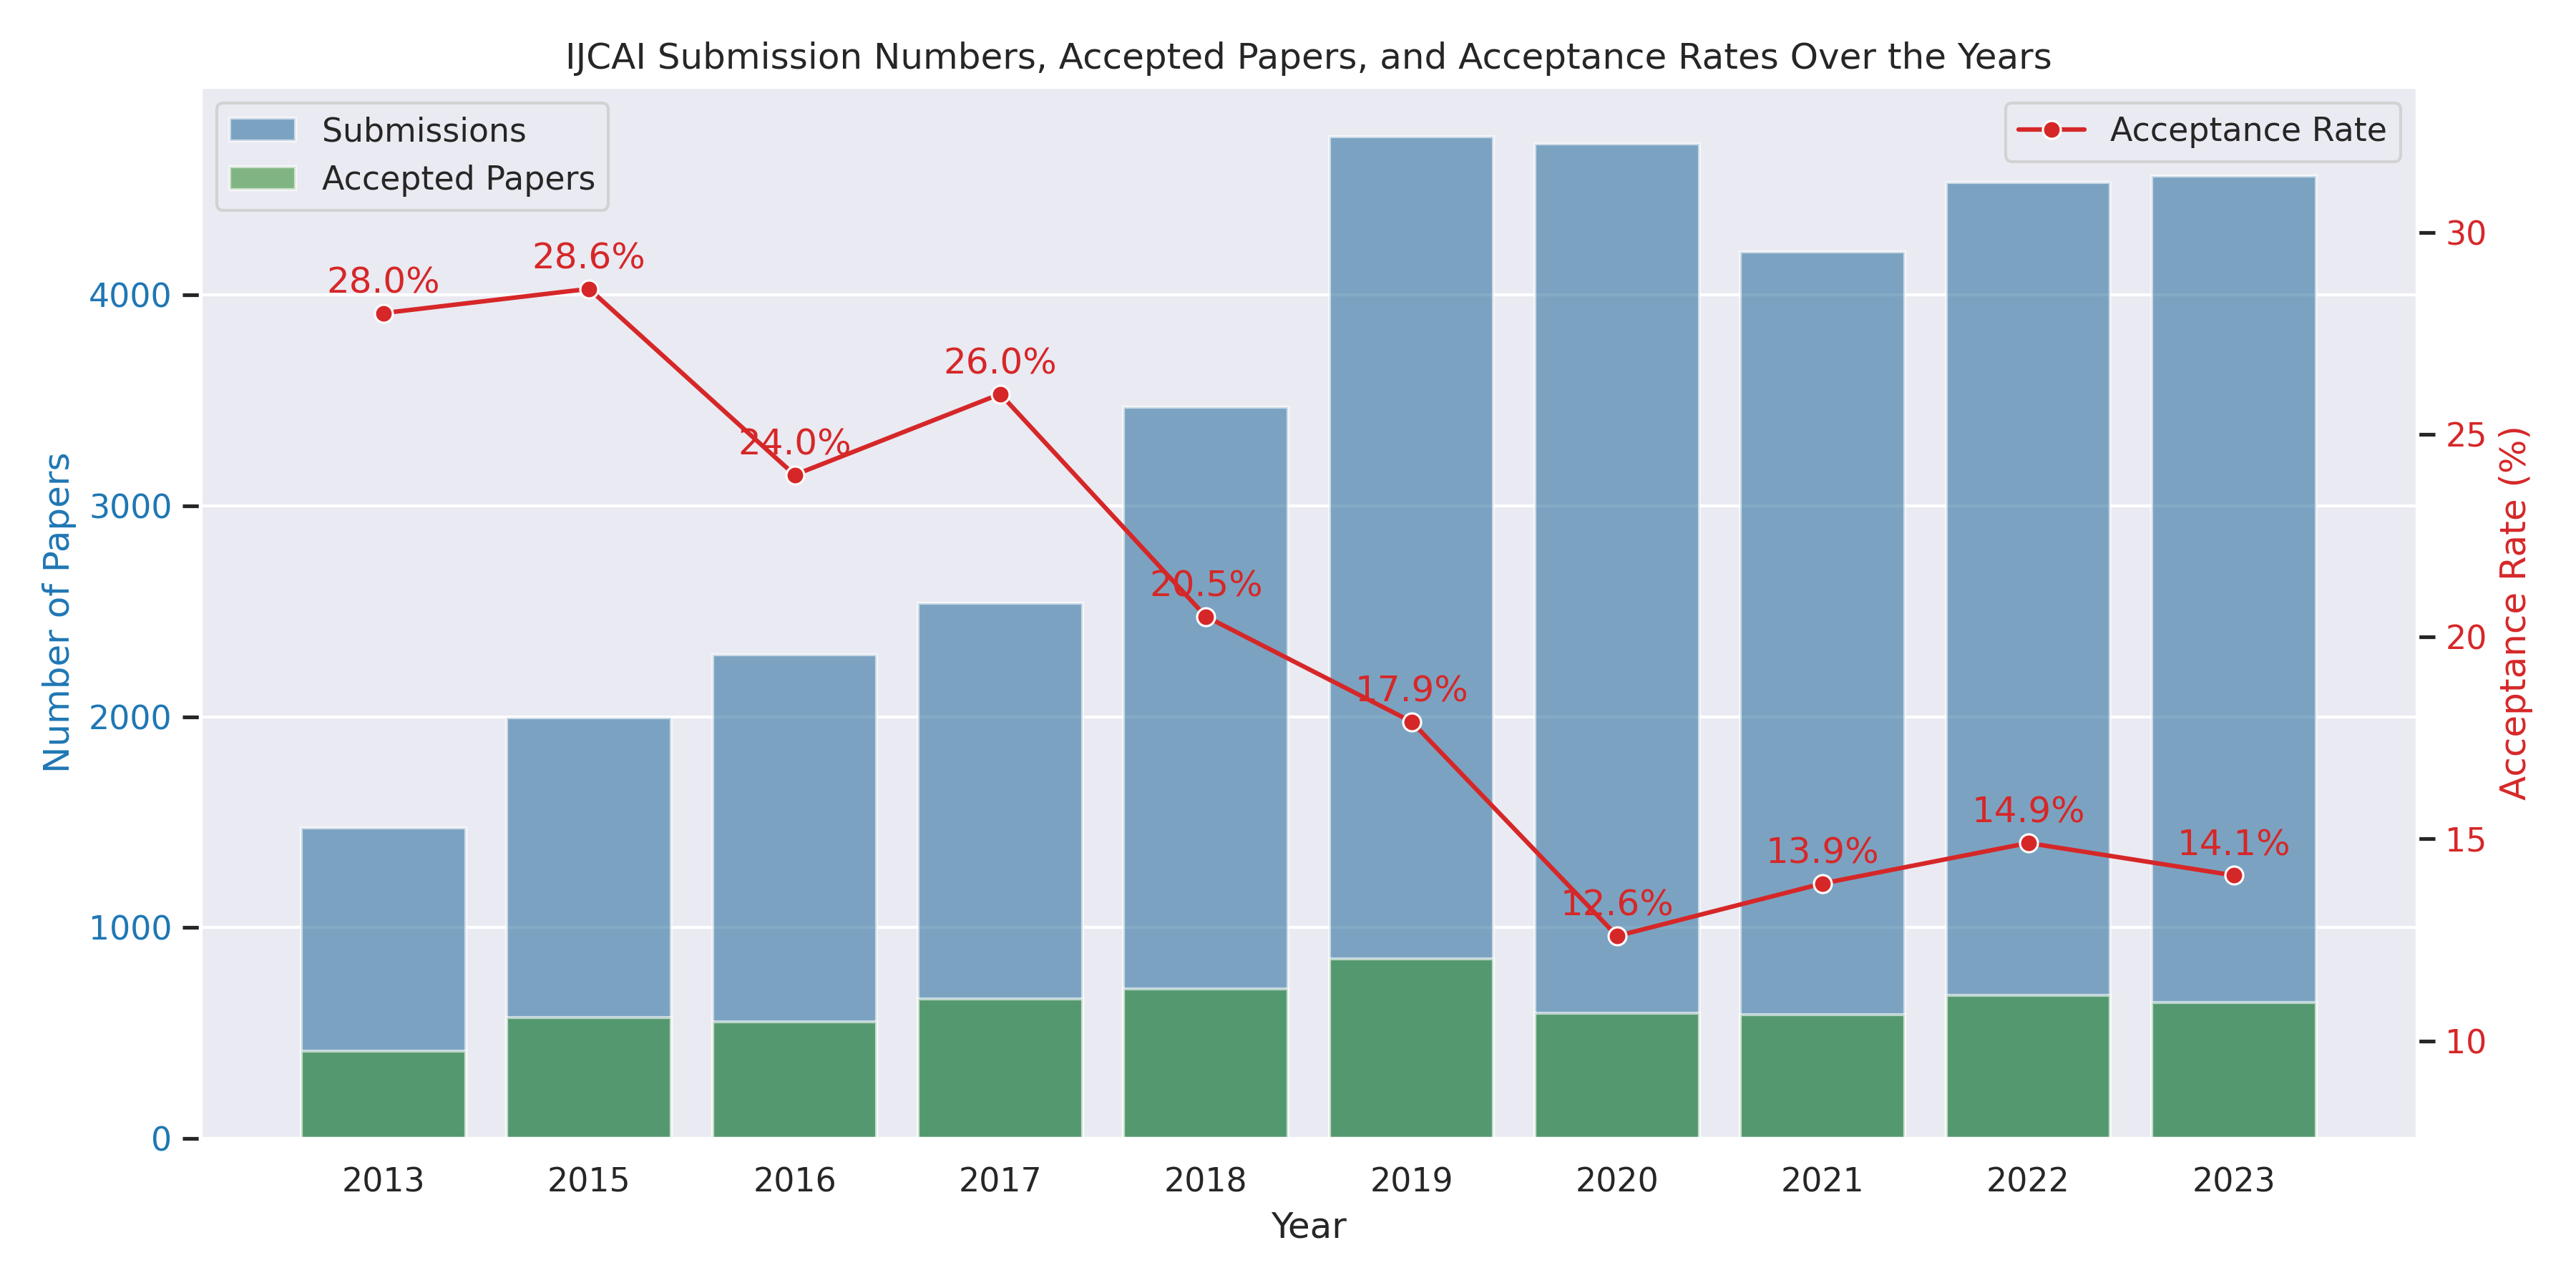 IJCAI Submission Numbers, Accepted Papers, and Acceptance Rates Over the Years
Submissions
Accepted Papers
Acceptance Rate
Number of Papers
4000
3000
2000
1000
0
28.0%
28.6%
24.0%
26.0%
20.5%
17.9%
12.6%
13.9%
14.9%
14.1%
30
25
20
15
10
Acceptance Rate (%)
2013 2015 2016 2017 2018 2019 2020 2021 2022 2023
Year